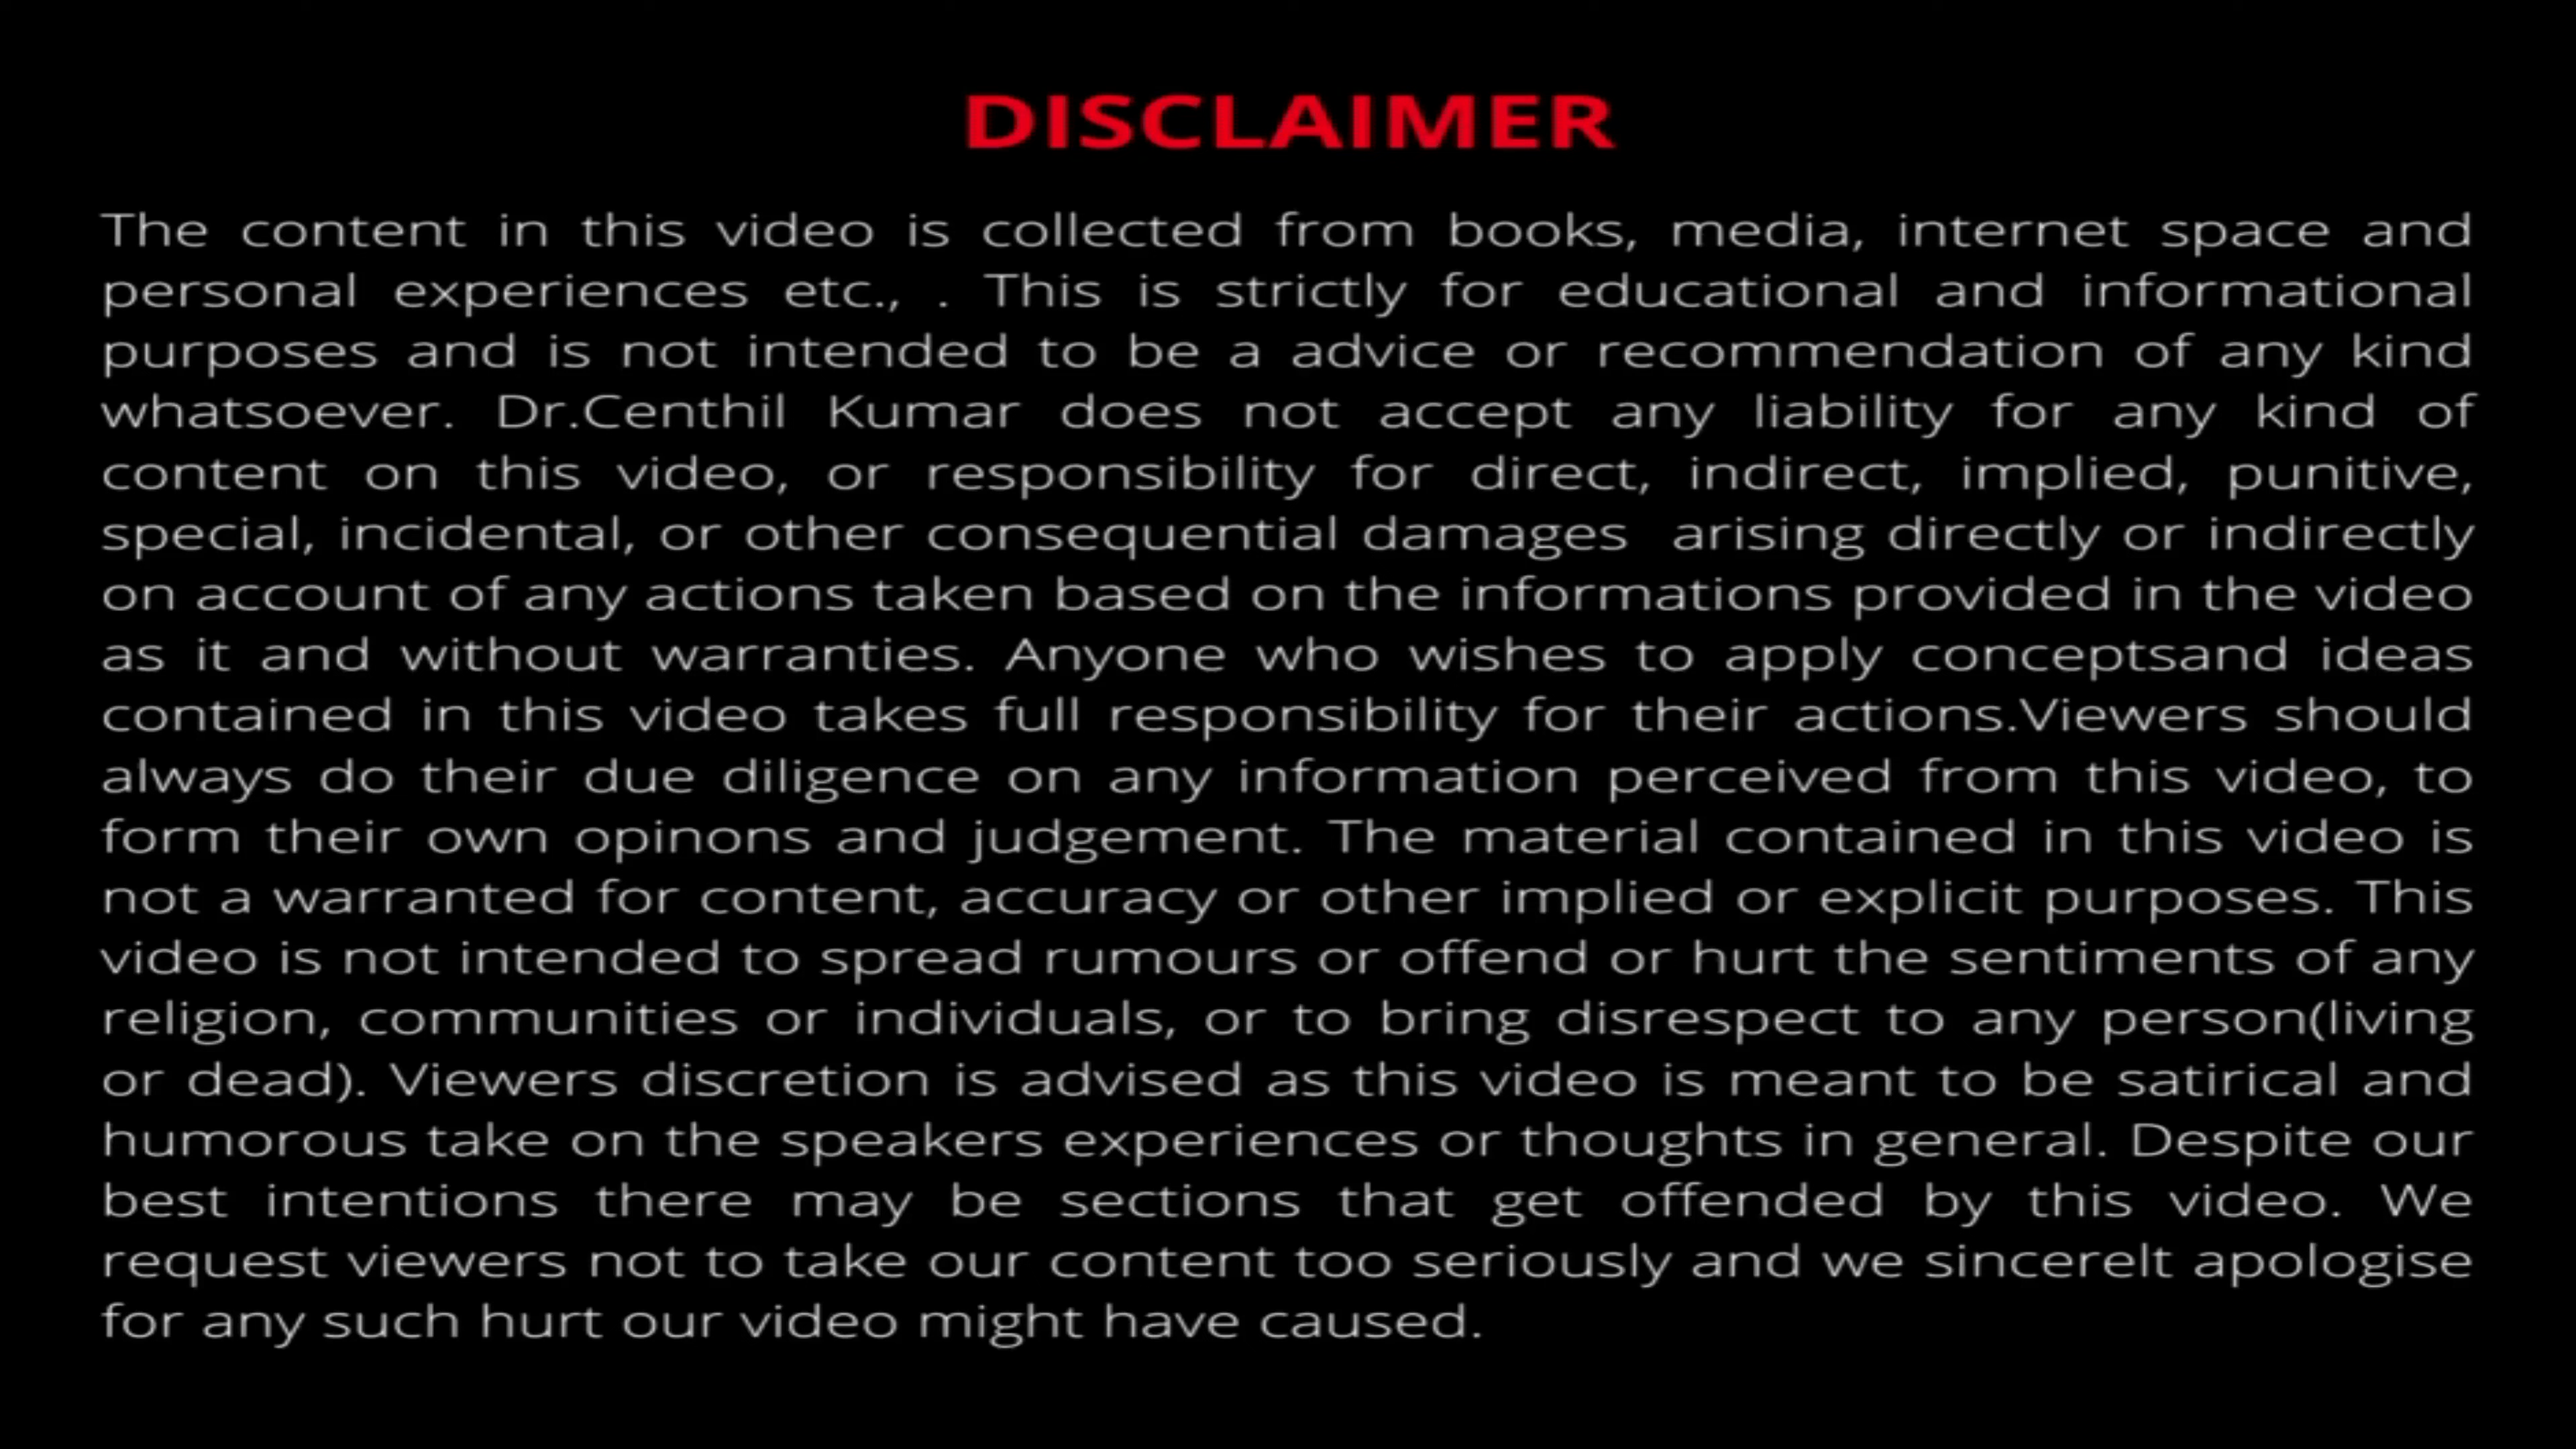 DISCLAIMER
The content in this video is collected from books, media, internet space and
personal experiences etc., . This is strictly for educational and informational
purposes and is not intended to be a advice or recommendation of any kind
whatsoever. Dr.Centhil Kumar does not accept any liability for any kind of
content on this video, or responsibility for direct, indirect, implied, punitive,
special, incidental, or other consequential damages arising directly or indirectly
on account of any actions taken based on the informations provided in the video
as it and without warranties. Anyone who wishes to apply conceptsand ideas
contained in this video takes full responsibility for their actions.Viewers should
always do their due diligence on any information perceived from this video, to
form their own opinons and judgement. The material contained in this video is
not a warranted for content, accuracy or other implied or explicit purposes. This
video is not intended to spread rumours or offend or hurt the sentiments of any
religion, communities or individuals, or to bring disrespect to any person(living
or dead). Viewers discretion is advised as this video is meant to be satirical and
humorous take on the speakers experiences or thoughts in general. Despite our
best intentions there may be sections that get offended by this video. We
request viewers not to take our content too seriously and we sincerelt apologise
for any such hurt our video might have caused.